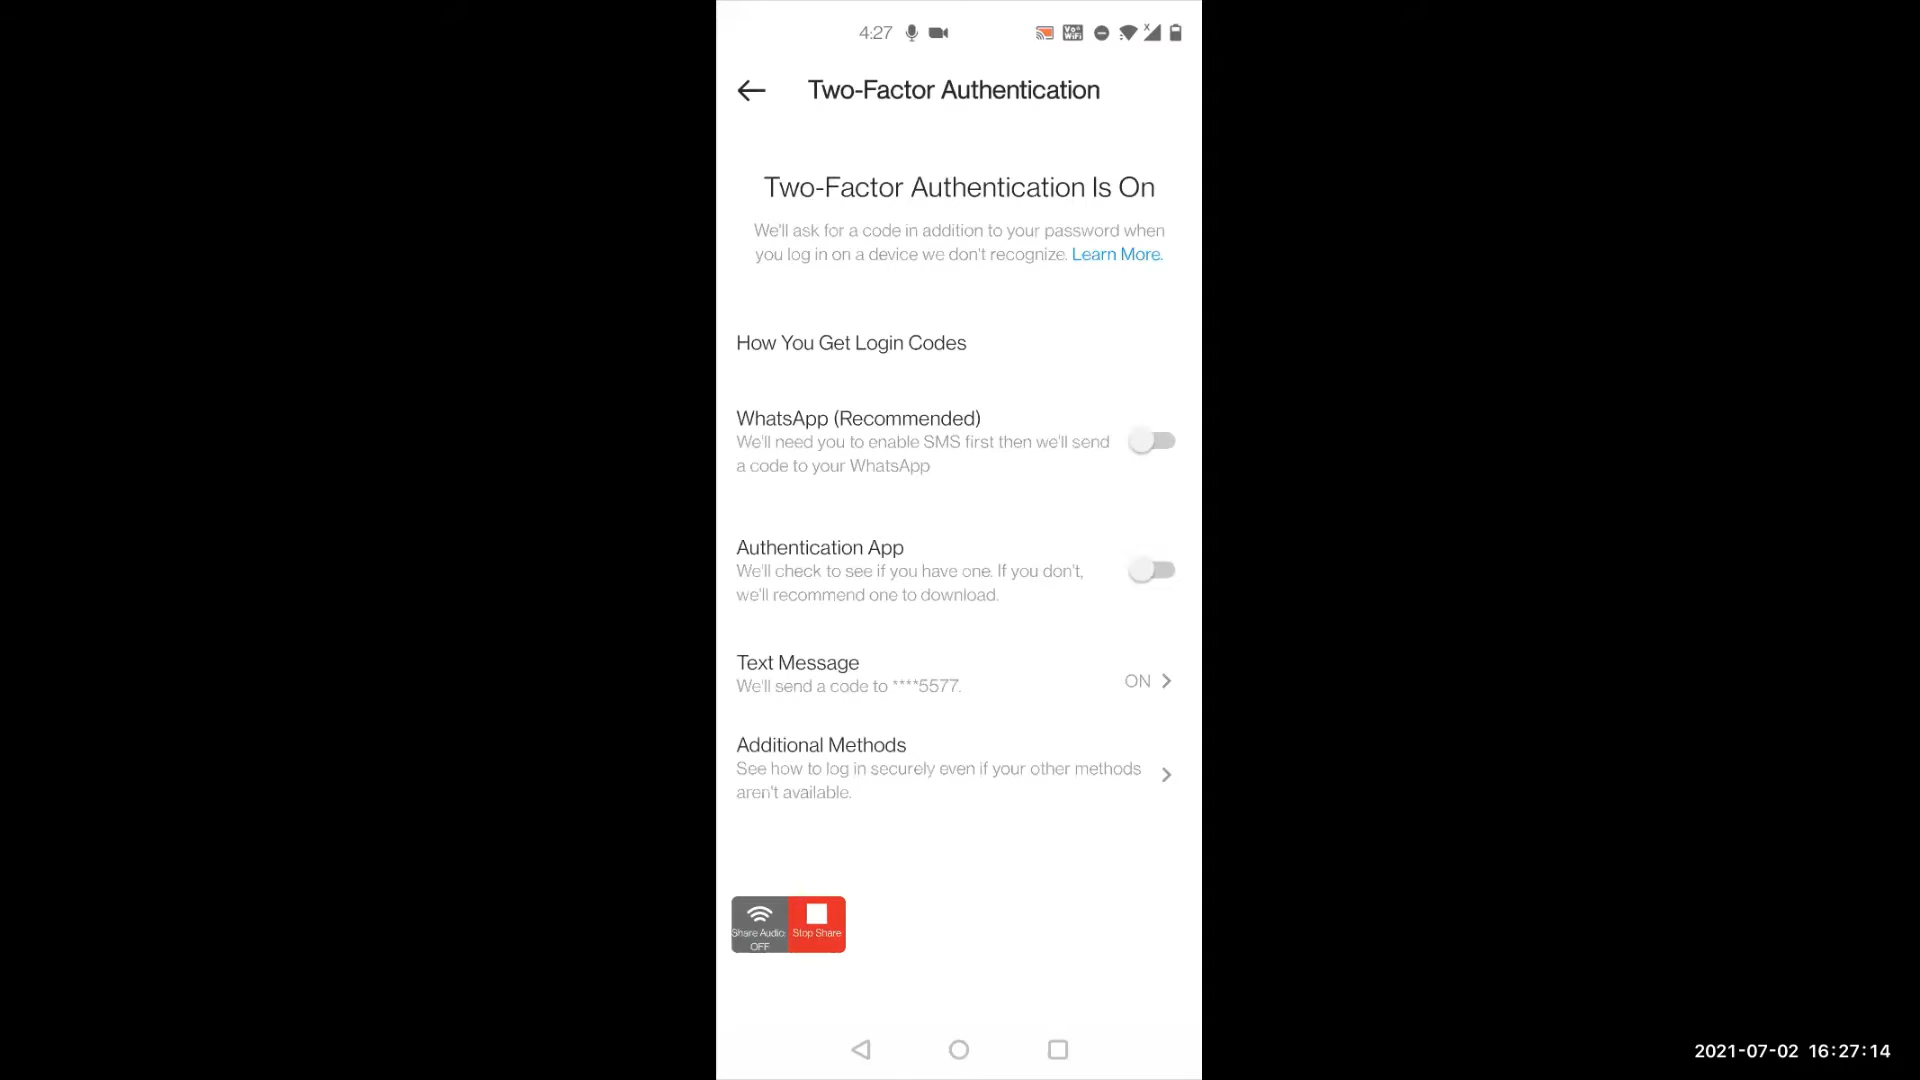 4:27
Vo WiFi
Two-Factor Authentication
Two-Factor Authentication Is On
We'll ask for a code in addition to your password when
you log in on a device we don't recognize. Learn More.
How You Get Login Codes
WhatsApp (Recommended)
We'll need you to enable SMS first then we'll send
a code to your WhatsApp
Authentication App
We'll check to see if you have one. If you don't,
we'll recommend one to download.
Text Message
We'll send a code to ****5577.
ON
Additional Methods
See how to log in securely even if your other methods
aren't available.
Share Audio: OFF
Stop Share
2021-07-02 16:27:14